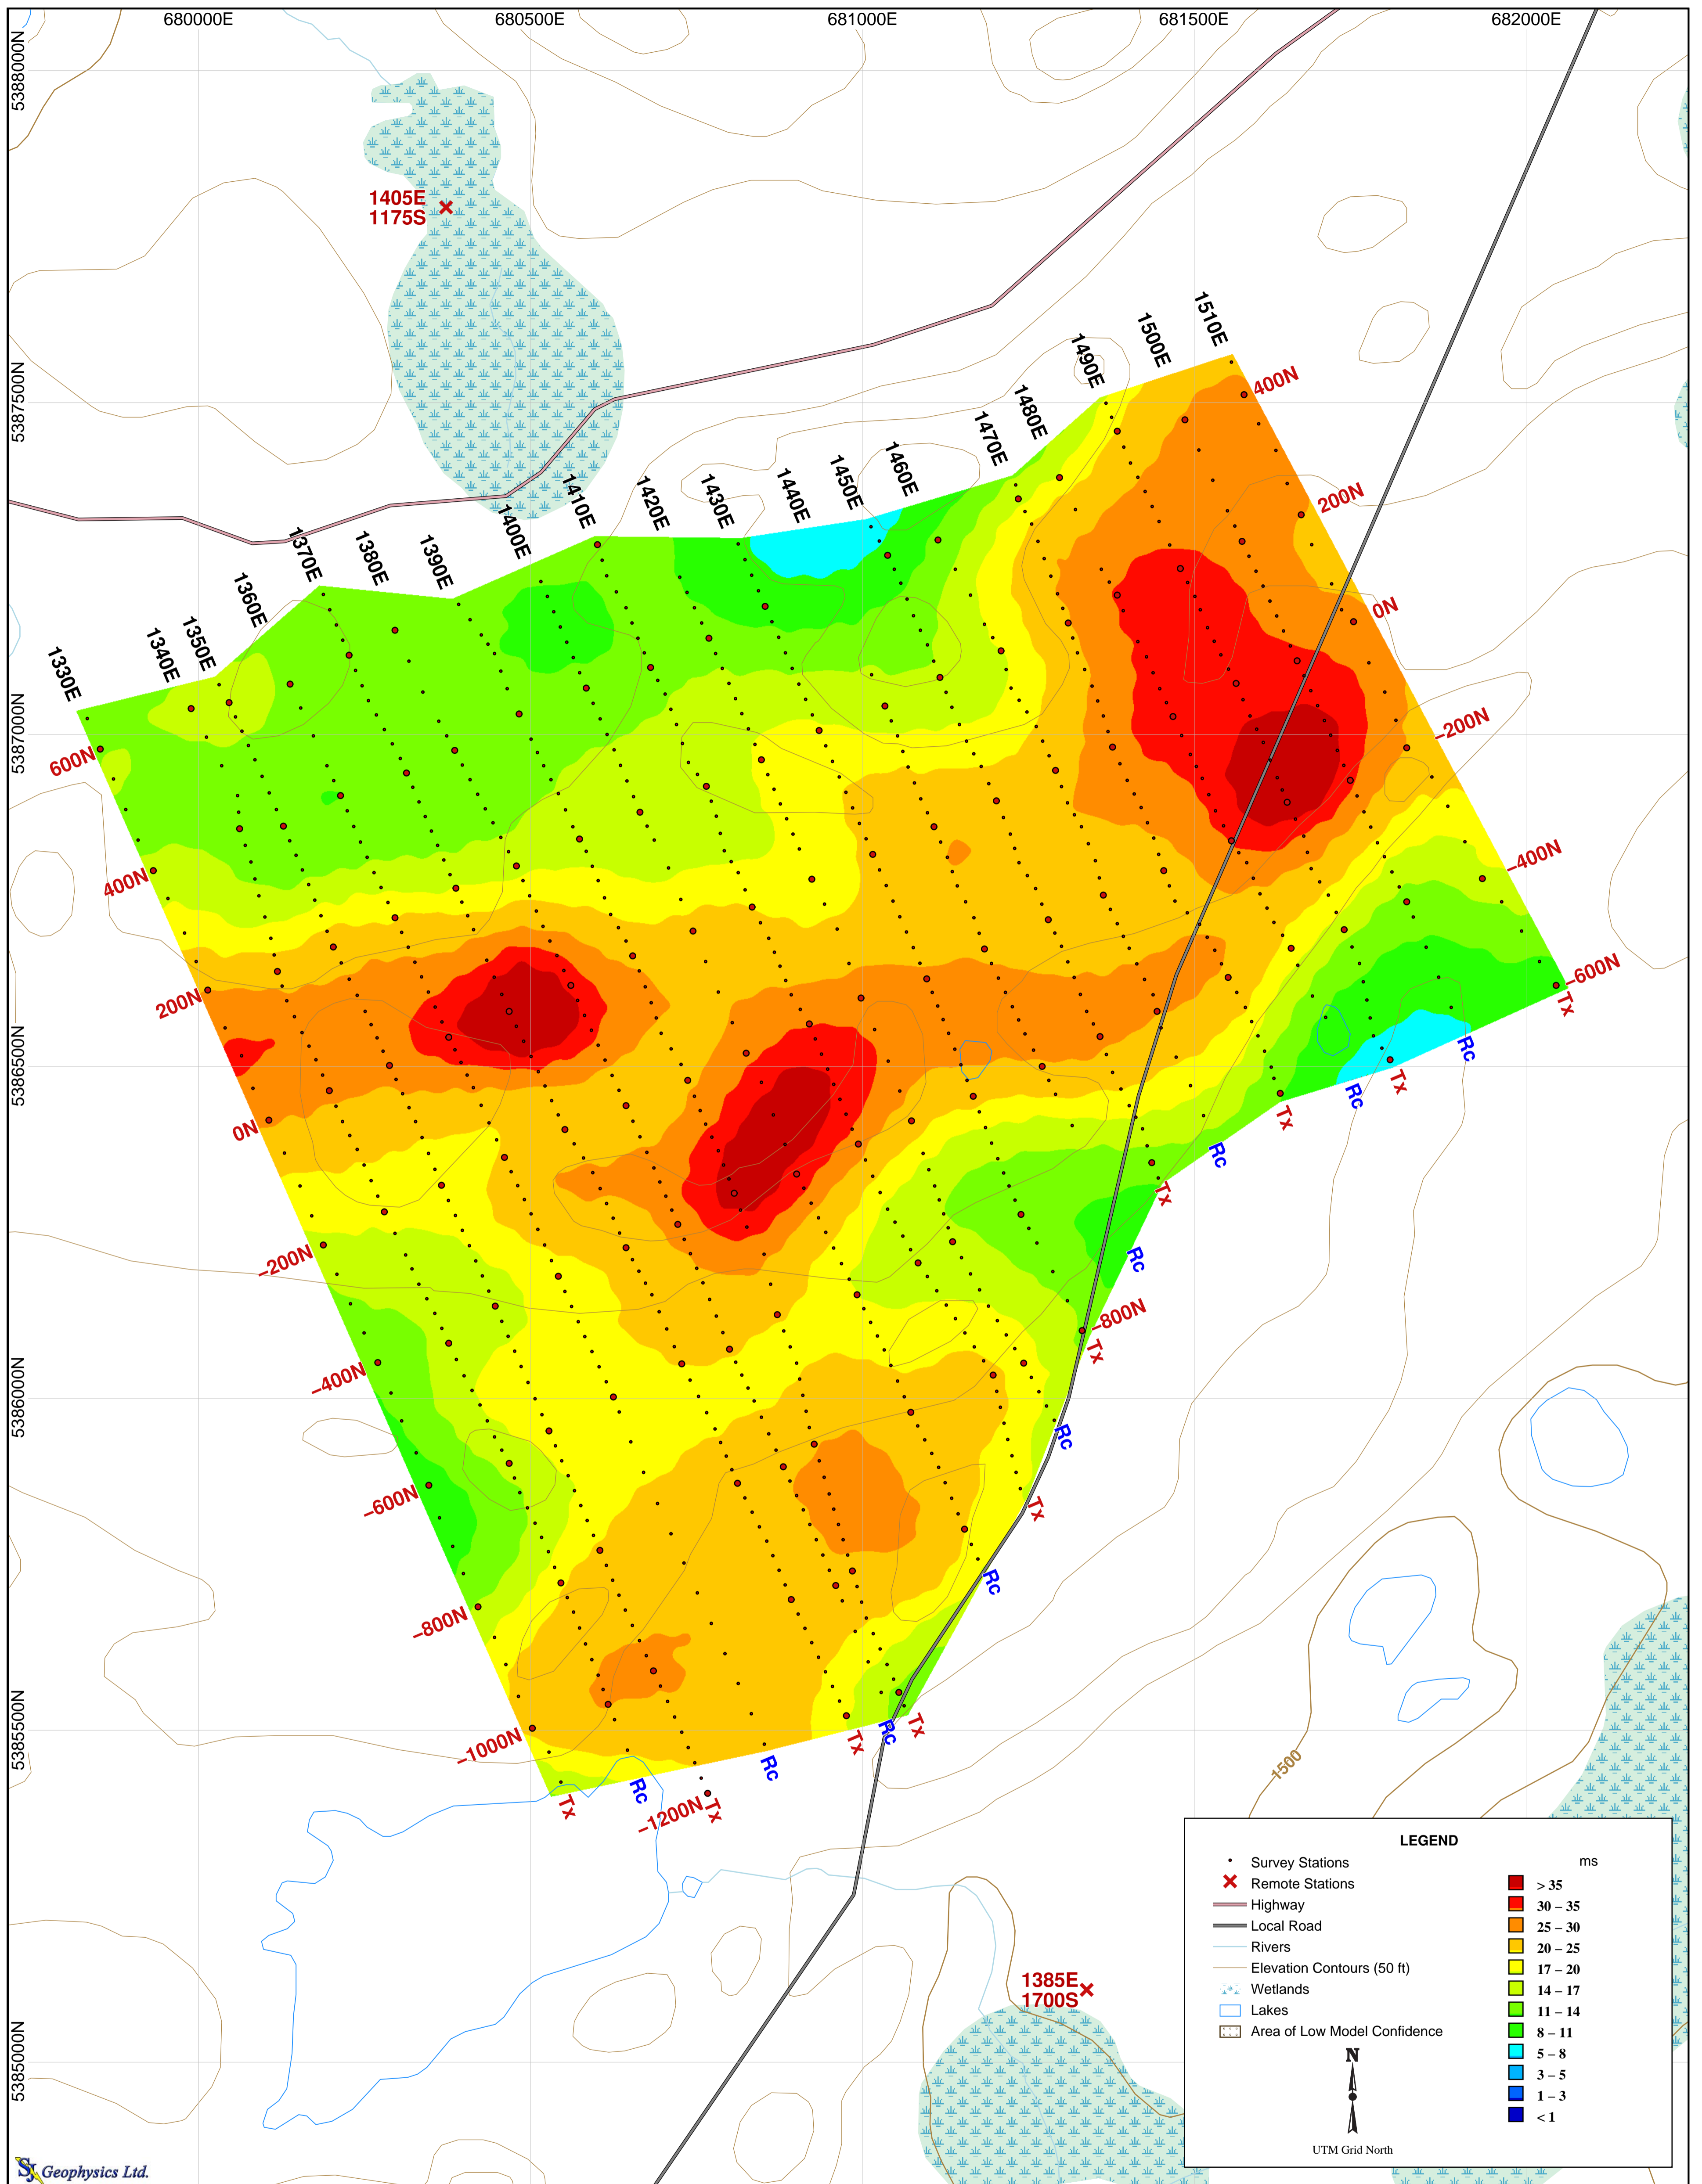 680000E 680500E 681000E 681500E 682000E
5388000N
5387500N
5387000N
5386500N
5386000N
5385500N
5385000N
1405E
1175S
1510E
1500E
1490E
1480E
1470E
1460E
1450E
1440E
1430E
1420E
1410E
1400E
1390E
1380E
1370E
1360E
1350E
1340E
1330E
400N
200N
0N
−200N
−400N
−600N
600N
400N
200N
0N
−200N
−400N
−600N
−800N
−1000N
−1200N
−800N
Tx
Rc
Tx
Rc
Tx
Rc
Tx
Rc
Tx
Rc
Tx
Rc
Tx
Rc
Tx
Rc
Tx
Rc
Tx
1500
1385E
1700S
LEGEND
ms
Survey Stations
Remote Stations
Highway
Local Road
Rivers
Elevation Contours (50 ft)
Wetlands
Lakes
Area of Low Model Confidence
> 35
30 – 35
25 – 30
20 – 25
17 – 20
14 – 17
11 – 14
8 – 11
5 – 8
3 – 5
1 – 3
< 1
N
UTM Grid North
SJ Geophysics Ltd.